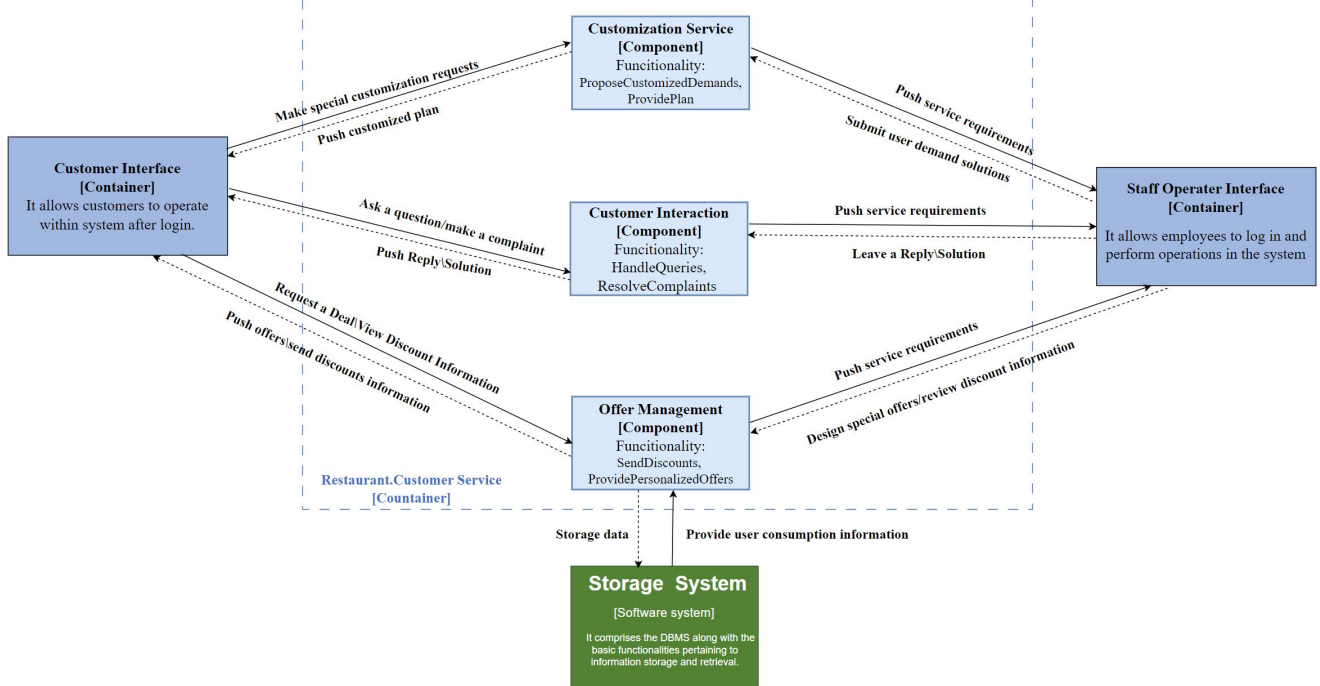 Customization Service
[Component]
Funcitionality:
ProposeCustomizedDemands,
ProvidePlan
Make special customization requests
Push customized plan
Push service requirements
Submit user demand solutions
Customer Interface
[Container]
It allows customers to operate
within system after login.
Staff Operater Interface
[Container]
It allows employees to log in and
perform operations in the system
Ask a question/make a complaint
Push Reply\Solution
Customer Interaction
[Component]
Funcitionality:
HandleQueries,
ResolveComplaints
Push service requirements
Leave a Reply\Solution
Request a Deal\View Discount Information
Push offers\send discounts information
Push service requirements
Design special offers/review discount information
Offer Management
[Component]
Funcitionality:
SendDiscounts,
ProvidePersonalizedOffers
Restaurant.Customer Service
[Countainer]
Storage data
Provide user consumption information
Storage System
[Software system]
It comprises the DBMS along with the
basic functionalities pertaining to
information storage and retrieval.